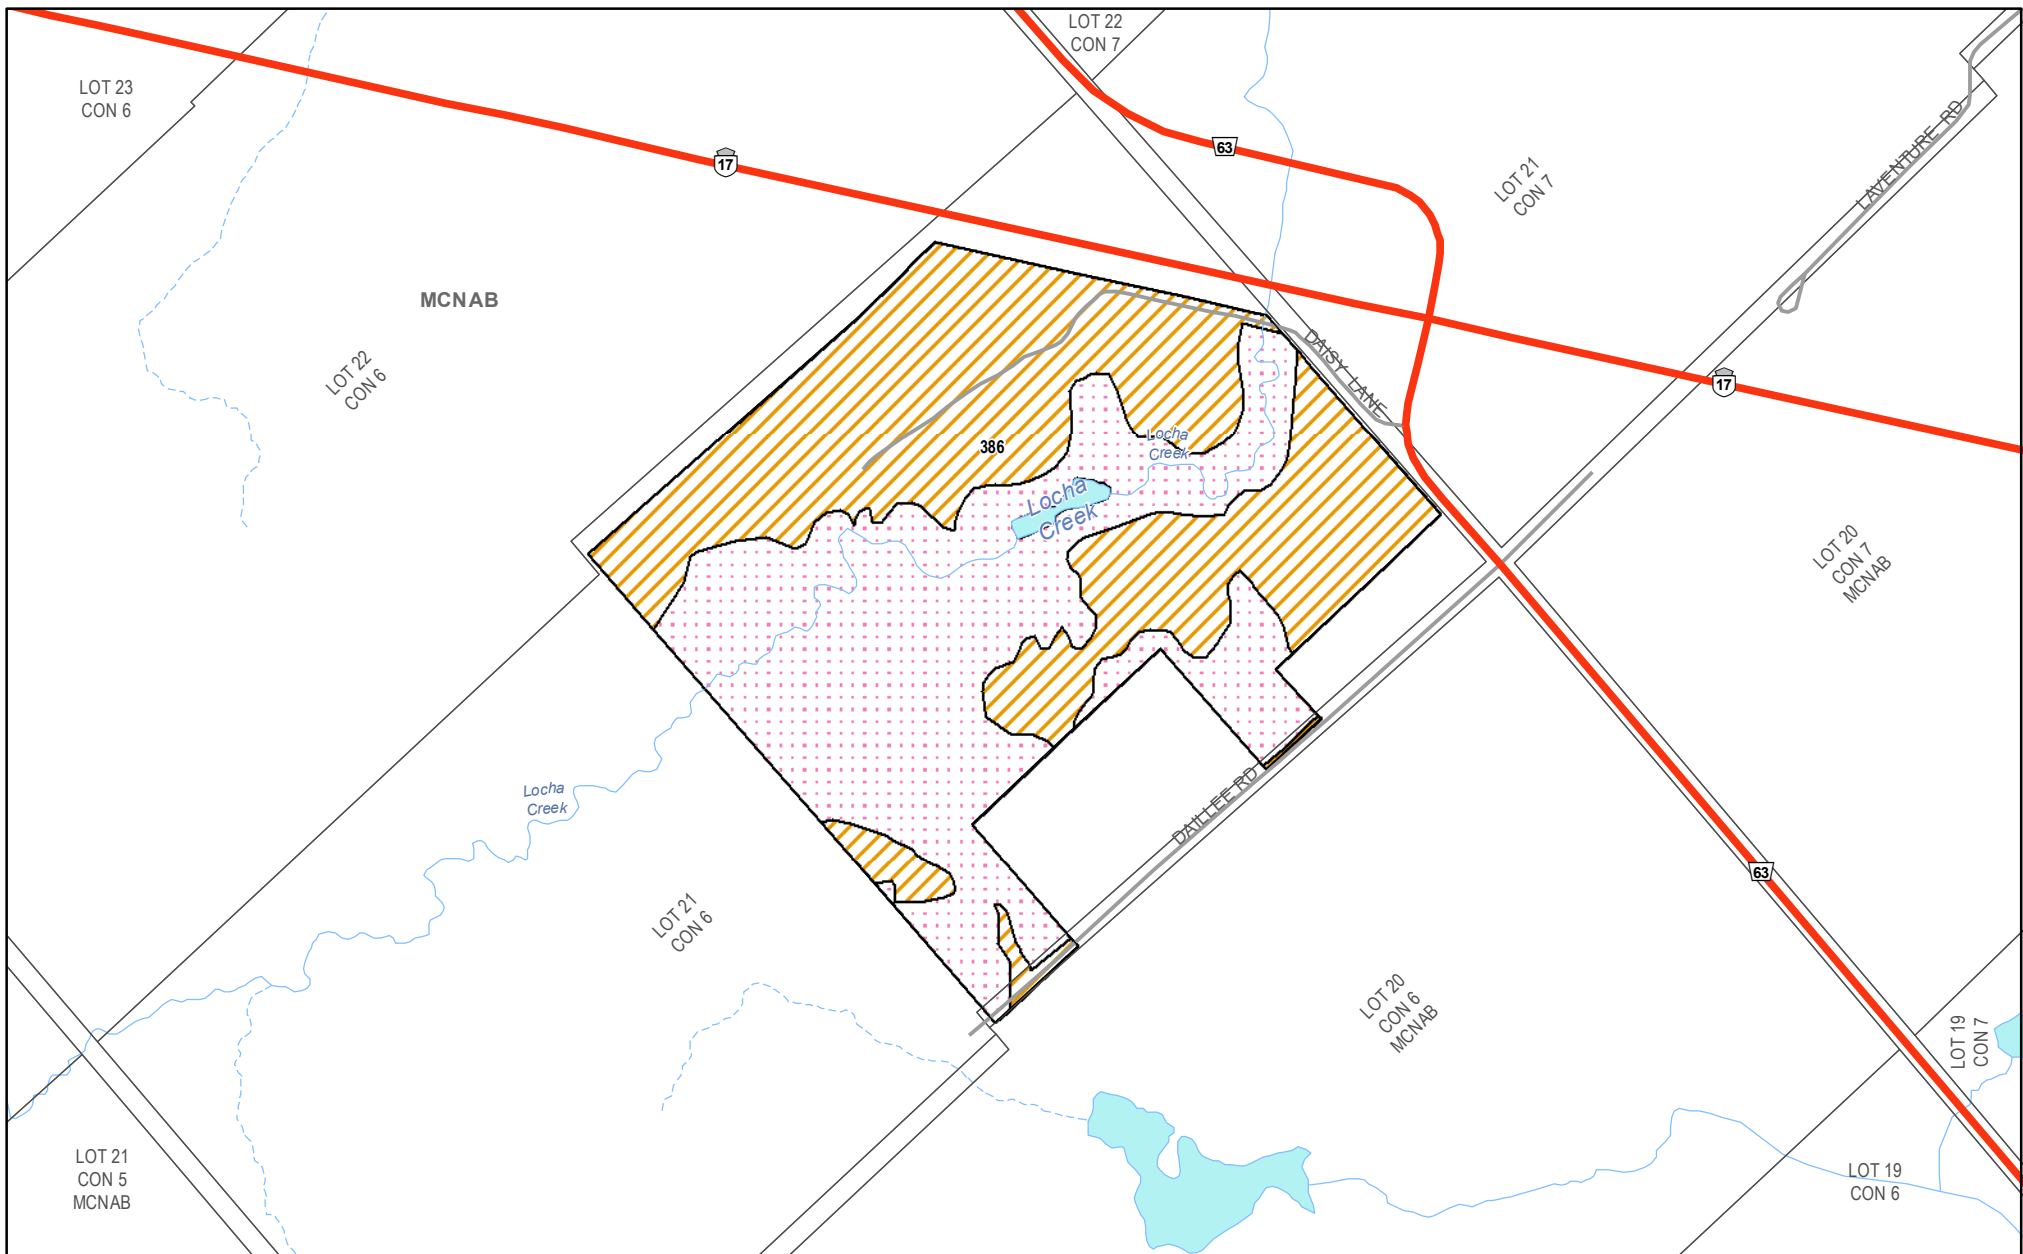 LOT 22
CON 7
LOT 23
CON 6
63
17
LOT 21
CON 7
LAVENTURE RD
MCNAB
LOT 22
CON 6
DAISY LANE
17
386
Locha
Creek
Locha
Creek
LOT 20
CON 7
MCNAB
Locha
Creek
DAILLEE RD
63
LOT 21
CON 6
LOT 20
CON 6
MCNAB
LOT 19
CON 7
LOT 21
CON 5
MCNAB
LOT 19
CON 6